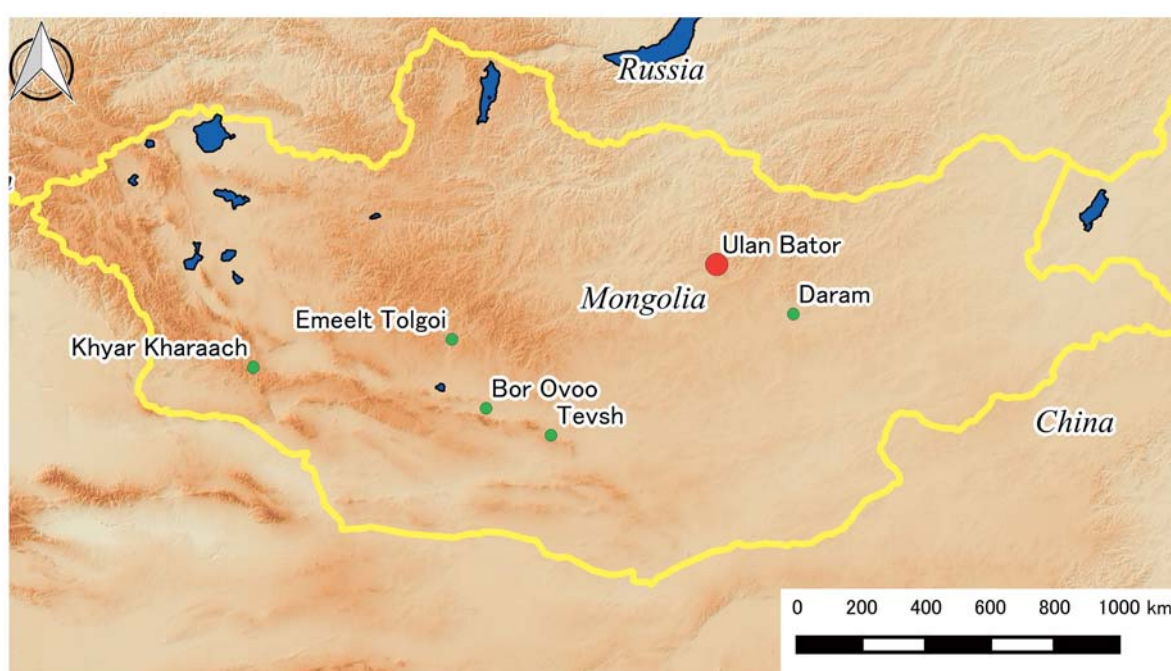 Russia
Ulan Bator
Mongolia
Daram
Emeelt Tolgoi
Khyar Kharaach
Bor Ovoo
Tevsh
China
0 200 400 600 800 1000 km